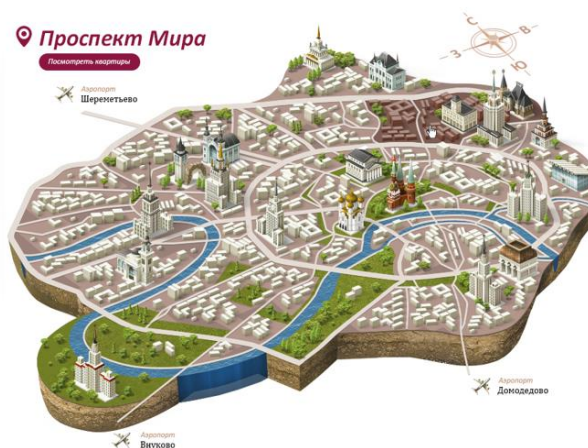 Проспект Мира
Посмотреть квартиры
Аэропорт
Шереметьево
С
В
З
Ю
Аэропорт
Домодедово
Аэропорт
Внуково